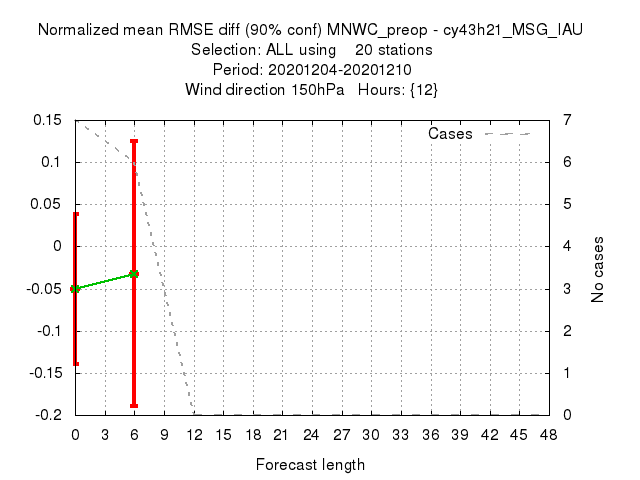 Normalized mean RMSE diff (90% conf) MNWC_preop - cy43h21_MSG_IAU
Selection: ALL using 20 stations
Period: 20201204-20201210
Wind direction 150hPa Hours: {12}
Cases
0.15
0.1
0.05
0
-0.05
-0.1
-0.15
-0.2
7
6
5
4
3
2
1
0
No cases
0 3 6 9 12 15 18 21 24 27 30 33 36 39 42 45 48
Forecast length